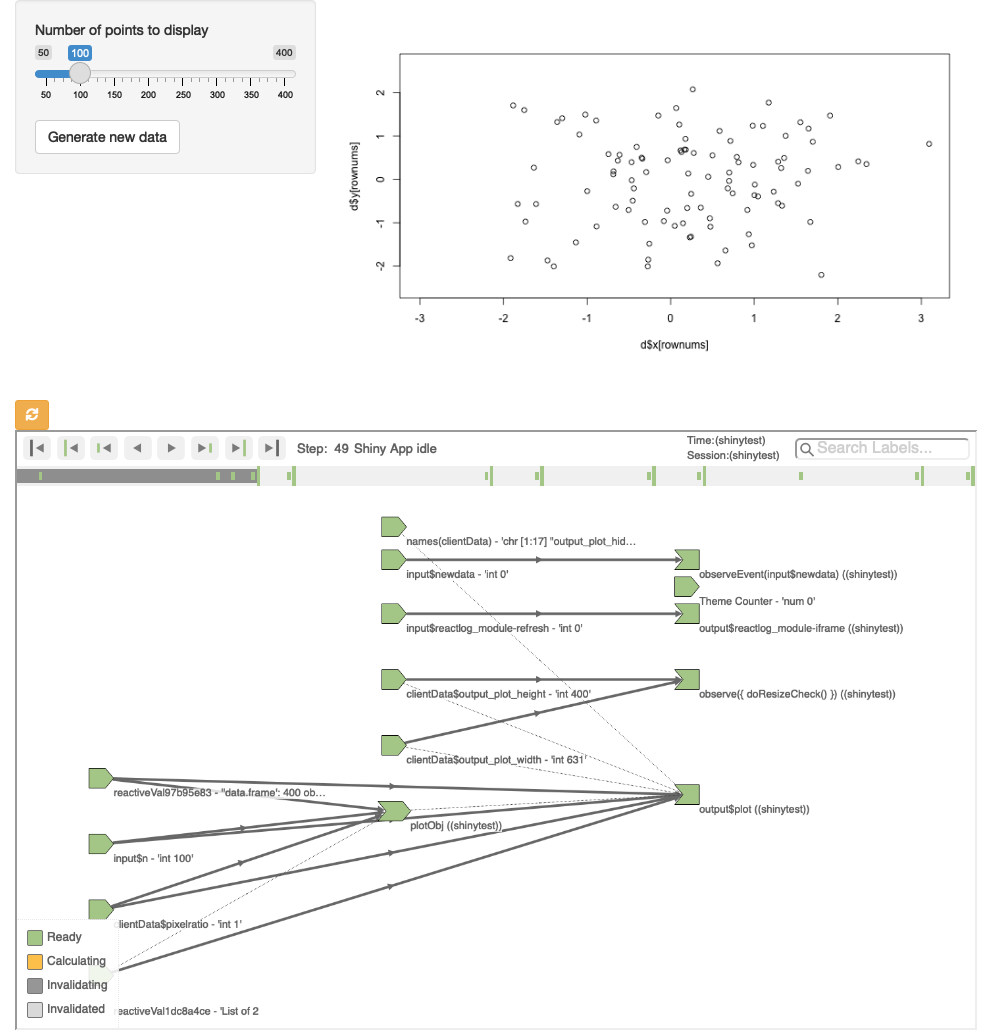 Number of points to display
50 100 400
50 100 150 200 250 300 350 400
Generate new data
2
1
0
-1
-2
d$y[rownums]
-3 -2 -1 0 1 2 3
d$x[rownums]
Step: 49 Shiny App idle
Time:(shinytest)
Session:(shinytest)
Search Labels...
names(clientData) - 'chr [1:17] "output_plot_hid...
input$newdata - 'int 0'
observeEvent(input$newdata) ((shinytest))
Theme Counter - 'num 0'
input$reactlog_module-refresh - 'int 0'
output$reactlog_module-iframe ((shinytest))
clientData$output_plot_height - 'int 400'
observe({ doResizeCheck() }) ((shinytest))
clientData$output_plot_width - 'int 631'
reactiveVal97b95e83 - "data.frame': 400 ob...
output$plot ((shinytest))
plotObj ((shinytest))
input$n - 'int 100'
clientData$pixelratio - 'int 1'
Ready
Calculating
Invalidating
Invalidated
eactiveVal1dc8a4ce - 'List of 2